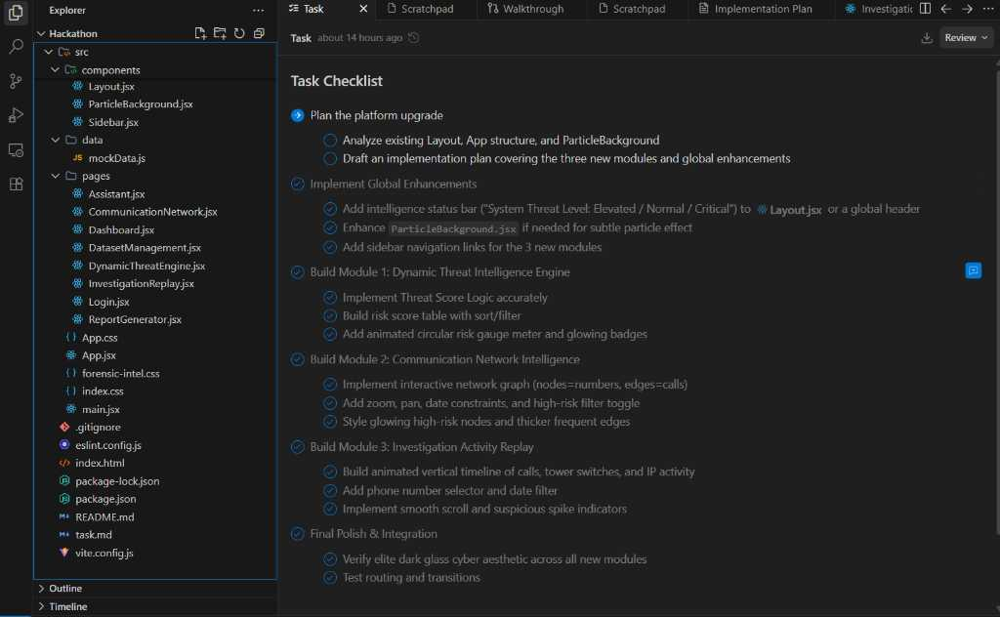 Explorer
Hackathon
src
components
Layout.jsx
ParticleBackground.jsx
Sidebar.jsx
data
JS mockData.js
pages
Assistant.jsx
CommunicationNetwork.jsx
Dashboard.jsx
DatasetManagement.jsx
DynamicThreatEngine.jsx
InvestigationReplay.jsx
Login.jsx
ReportGenerator.jsx
App.css
App.jsx
forensic-intel.css
index.css
main.jsx
.gitignore
eslint.config.js
index.html
package-lock.json
package.json
README.md
task.md
vite.config.js
Outline
Timeline
Task
Scratchpad
Walkthrough
Scratchpad
Implementation Plan
Investigatic
Task about 14 hours ago
Review
Task Checklist
Plan the platform upgrade
Analyze existing Layout, App structure, and ParticleBackground
Draft an implementation plan covering the three new modules and global enhancements
Implement Global Enhancements
Add intelligence status bar ("System Threat Level: Elevated / Normal / Critical") to Layout.jsx or a global header
Enhance ParticleBackground.jsx if needed for subtle particle effect
Add sidebar navigation links for the 3 new modules
Build Module 1: Dynamic Threat Intelligence Engine
Implement Threat Score Logic accurately
Build risk score table with sort/filter
Add animated circular risk gauge meter and glowing badges
Build Module 2: Communication Network Intelligence
Implement interactive network graph (nodes=numbers, edges=calls)
Add zoom, pan, date constraints, and high-risk filter toggle
Style glowing high-risk nodes and thicker frequent edges
Build Module 3: Investigation Activity Replay
Build animated vertical timeline of calls, tower switches, and IP activity
Add phone number selector and date filter
Implement smooth scroll and suspicious spike indicators
Final Polish & Integration
Verify elite dark glass cyber aesthetic across all new modules
Test routing and transitions